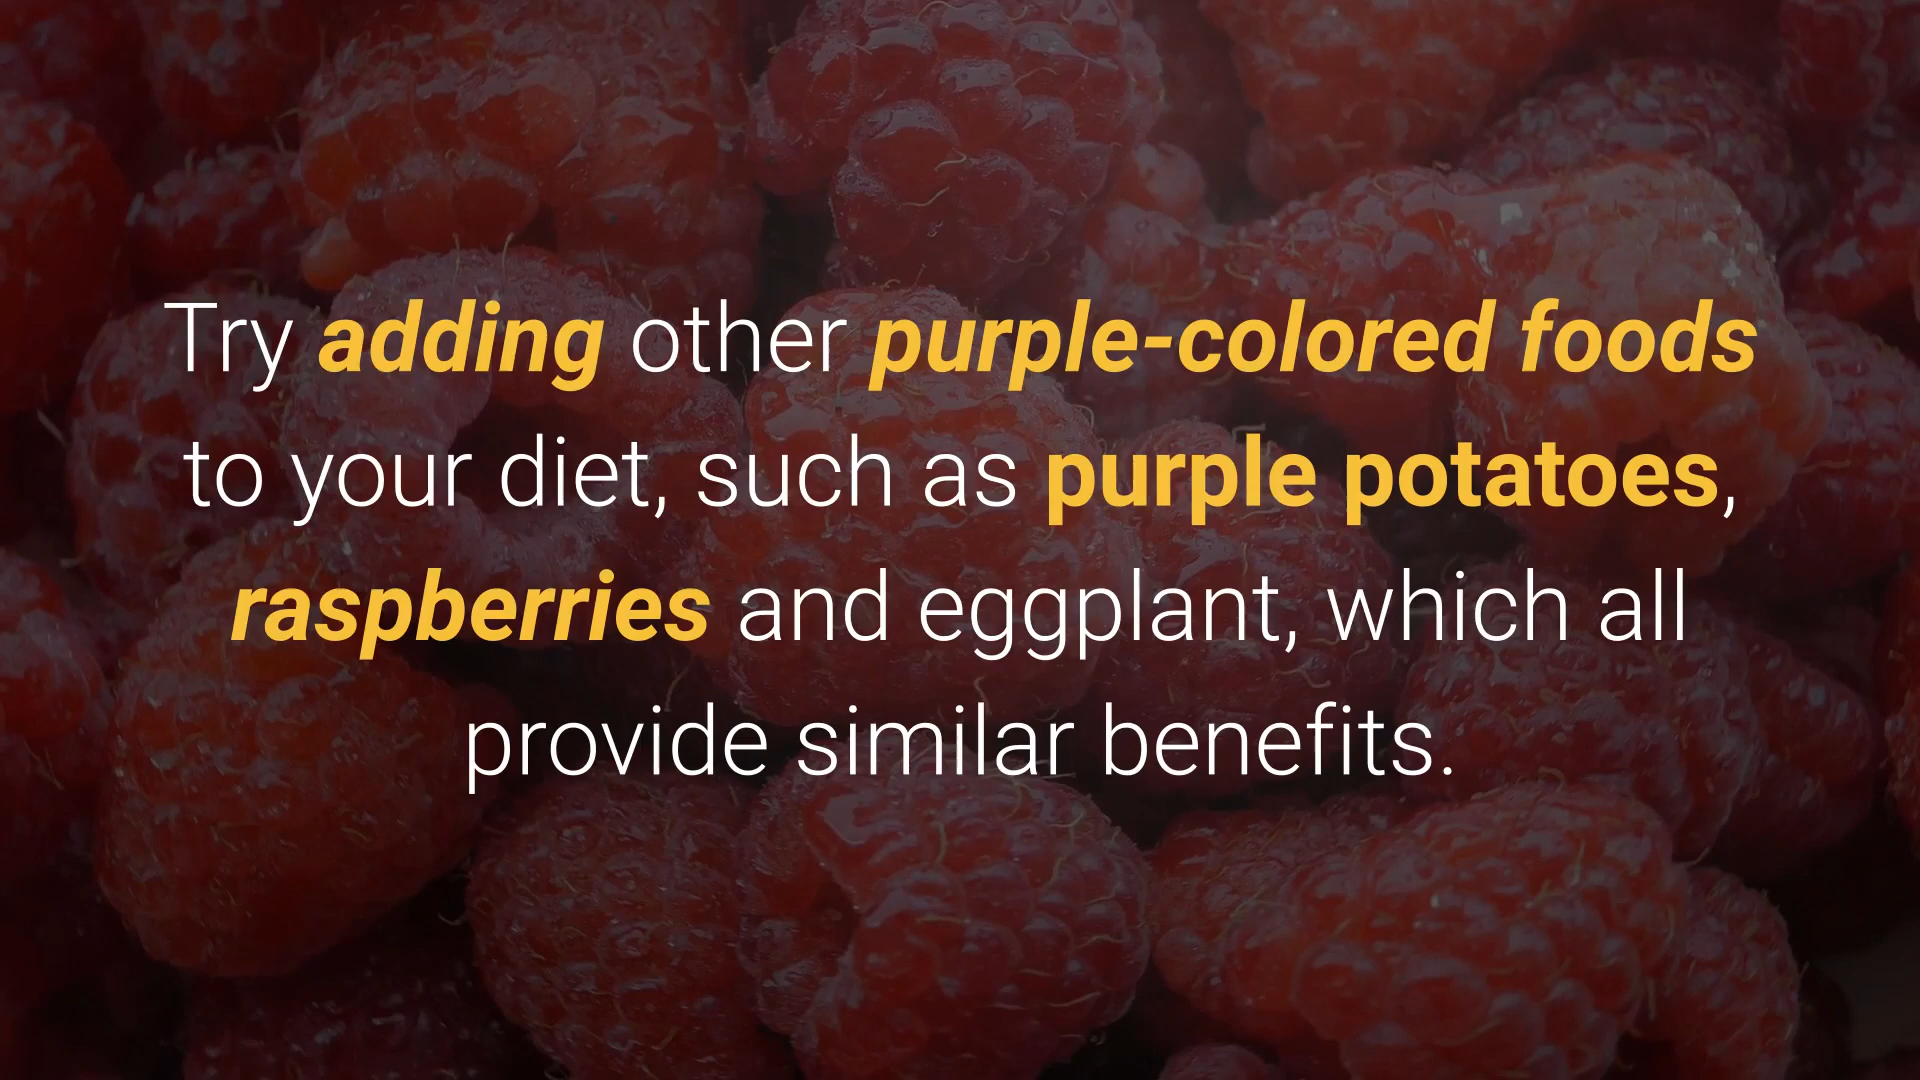 Try adding other purple-colored foods
to your diet, such as purple potatoes,
raspberries and eggplant, which all
provide similar benefits.